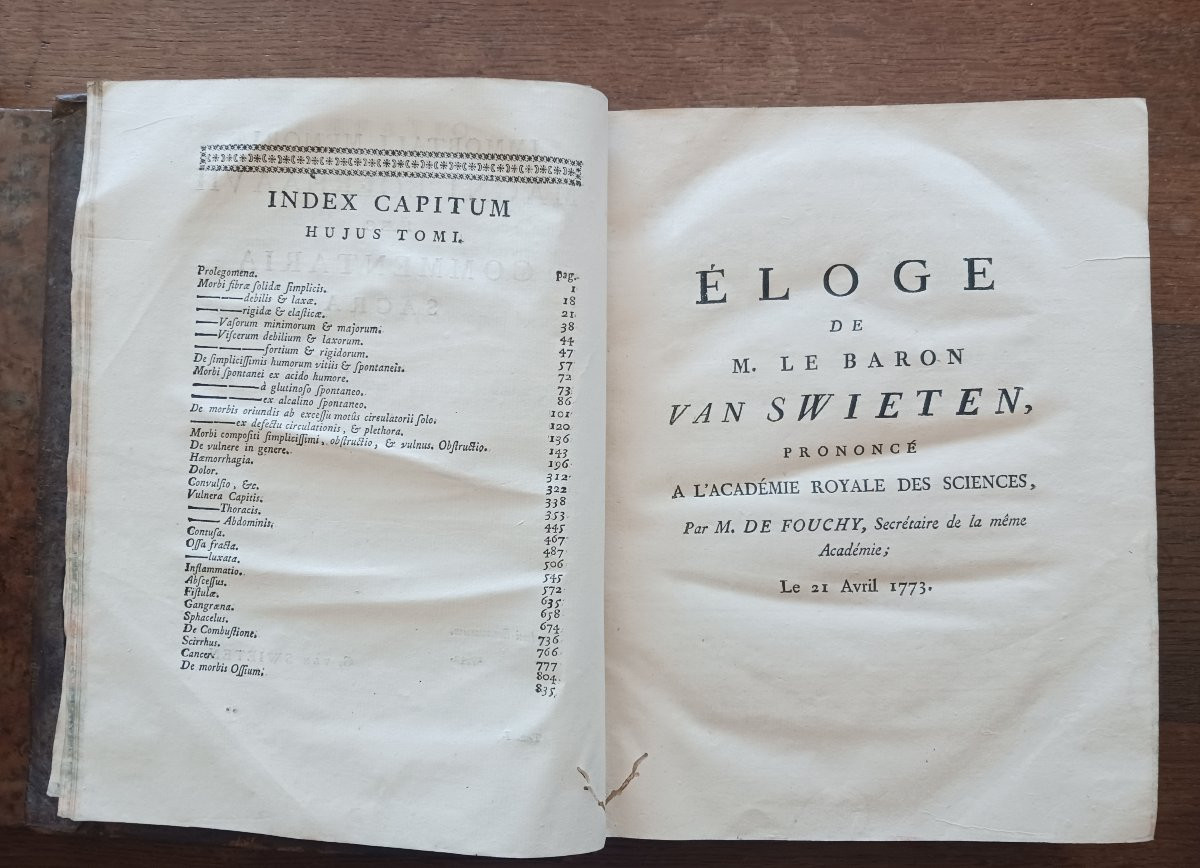 INDEX CAPITUM
HUJUS TOMI.
Pag.
Prolegomena. 1
Morbi fibræ ſolidæ ſimplicis. 18
———debilis & laxæ. 21
———rigidæ & elaſticæ. 38
—Vaſorum minimorum & majorum. 44
—Viſcerum debilium & laxorum. 47
———fortium & rigidorum. 57
De ſimpliciſſimis humorum vitiis & ſpontaneis. 72
Morbi ſpontanei ex acido humore. 73
———à glutinoſo ſpontaneo. 86
———ex alcalino ſpontaneo. 101
De morbis oriundis ab exceſſu motûs circulatorii ſolo. 120
———ex defectu circulationis, & plethora. 136
Morbi compoſiti ſimpliciſſimi, obſtructio, & vulnus. Obſtructio. 143
De vulnere in genere. 196
Hæmorrhagia. 312
Dolor. 322
Convulſio, &c. 338
Vulnera Capitis. 353
——Thoracis. 445
——Abdominis. 467
Contuſa. 487
Oſſa fracta. 506
——luxata. 545
Inflammatio. 572
Abſceſſus. 635
Fiſtulæ. 658
Gangræna. 674
Sphacelus. 736
De Combuſtione. 766
Scirrhus. 777
Cancer. 804
De morbis Oſſium. 835
ÉLOGE
DE
M. LE BARON
VAN SWIETEN,
PRONONCÉ
A L'ACADÉMIE ROYALE DES SCIENCES,
Par M. DE FOUCHY, Secrétaire de la même
Académie;
Le 21 Avril 1773.